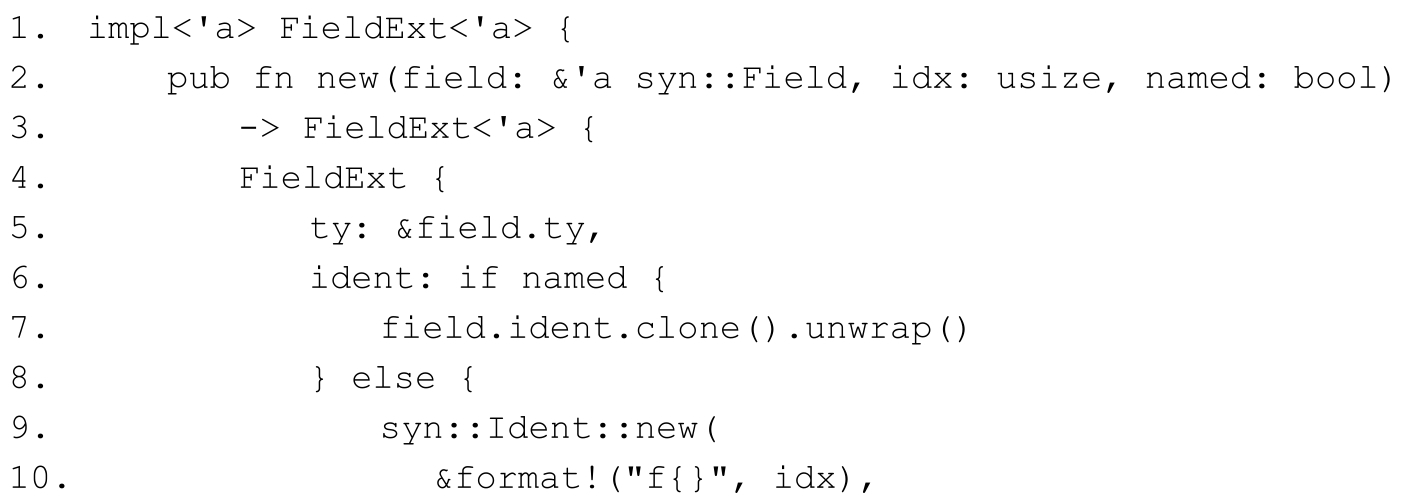 1.  impl<'a> FieldExt<'a> {
2.      pub fn new(field: &'a syn::Field, idx: usize, named: bool)
3.          -> FieldExt<'a> {
4.          FieldExt {
5.              ty: &field.ty,
6.              ident: if named {
7.                  field.ident.clone().unwrap()
8.              } else {
9.                  syn::Ident::new(
10.                     &format!("f{}", idx),